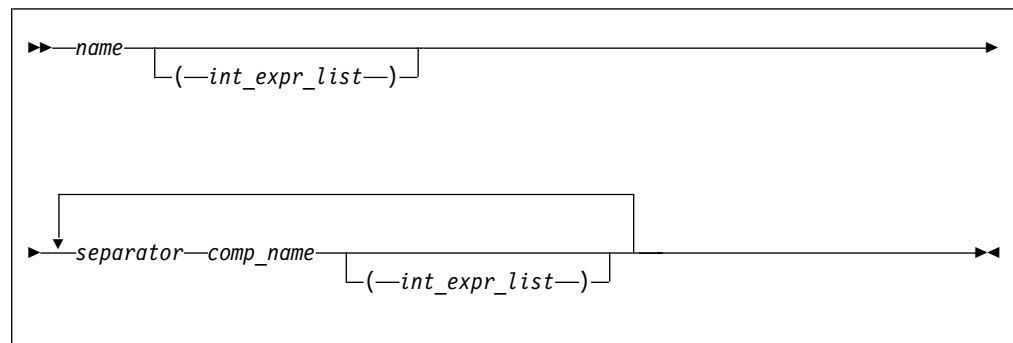 name
(int_expr_list)
separator comp_name
(int_expr_list)